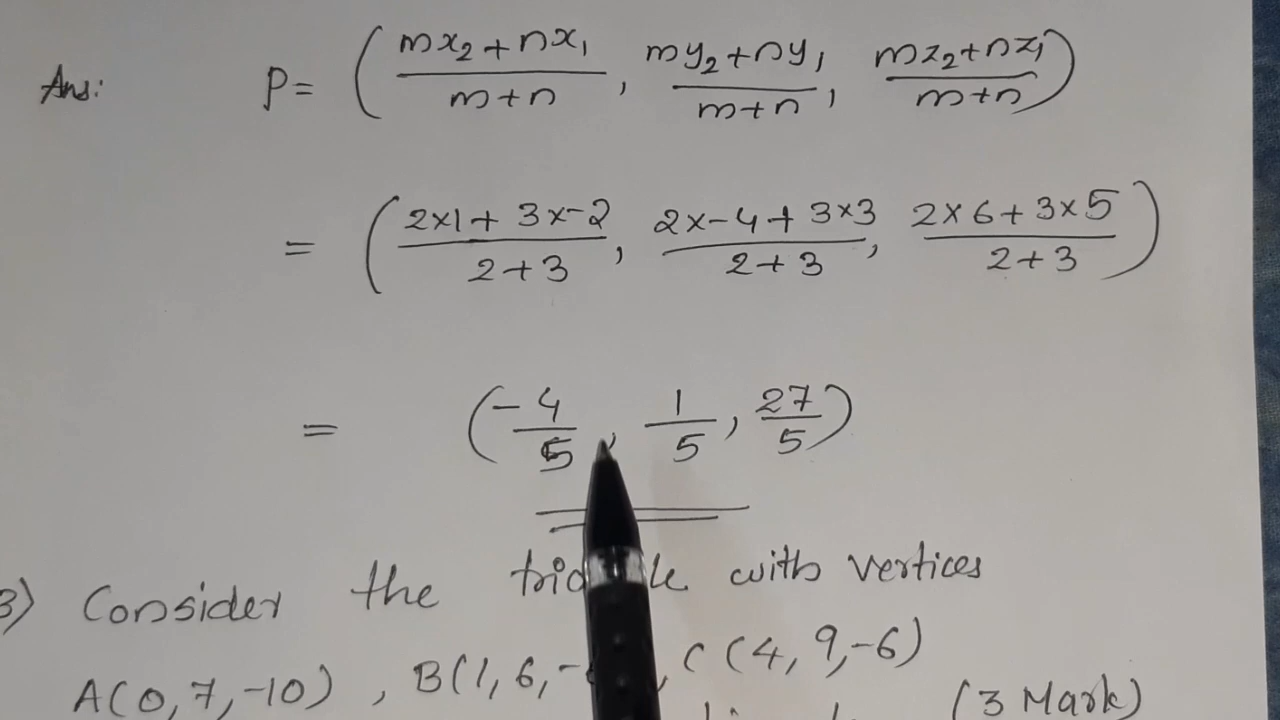 Ans: P = ( mx₂ + nx₁ / m+n , my₂ + ny₁ / m+n , mz₂ + nz₁ / m+n )
= ( 2×1 + 3×-2 / 2+3 , 2×-4 + 3×3 / 2+3 , 2×6 + 3×5 / 2+3 )
= ( -4/5 , 1/5 , 27/5 )
3) Consider the with vertices
A(0, 7, -10) , B(1, 6, - , C (4, 9, -6)
(3 Mark)